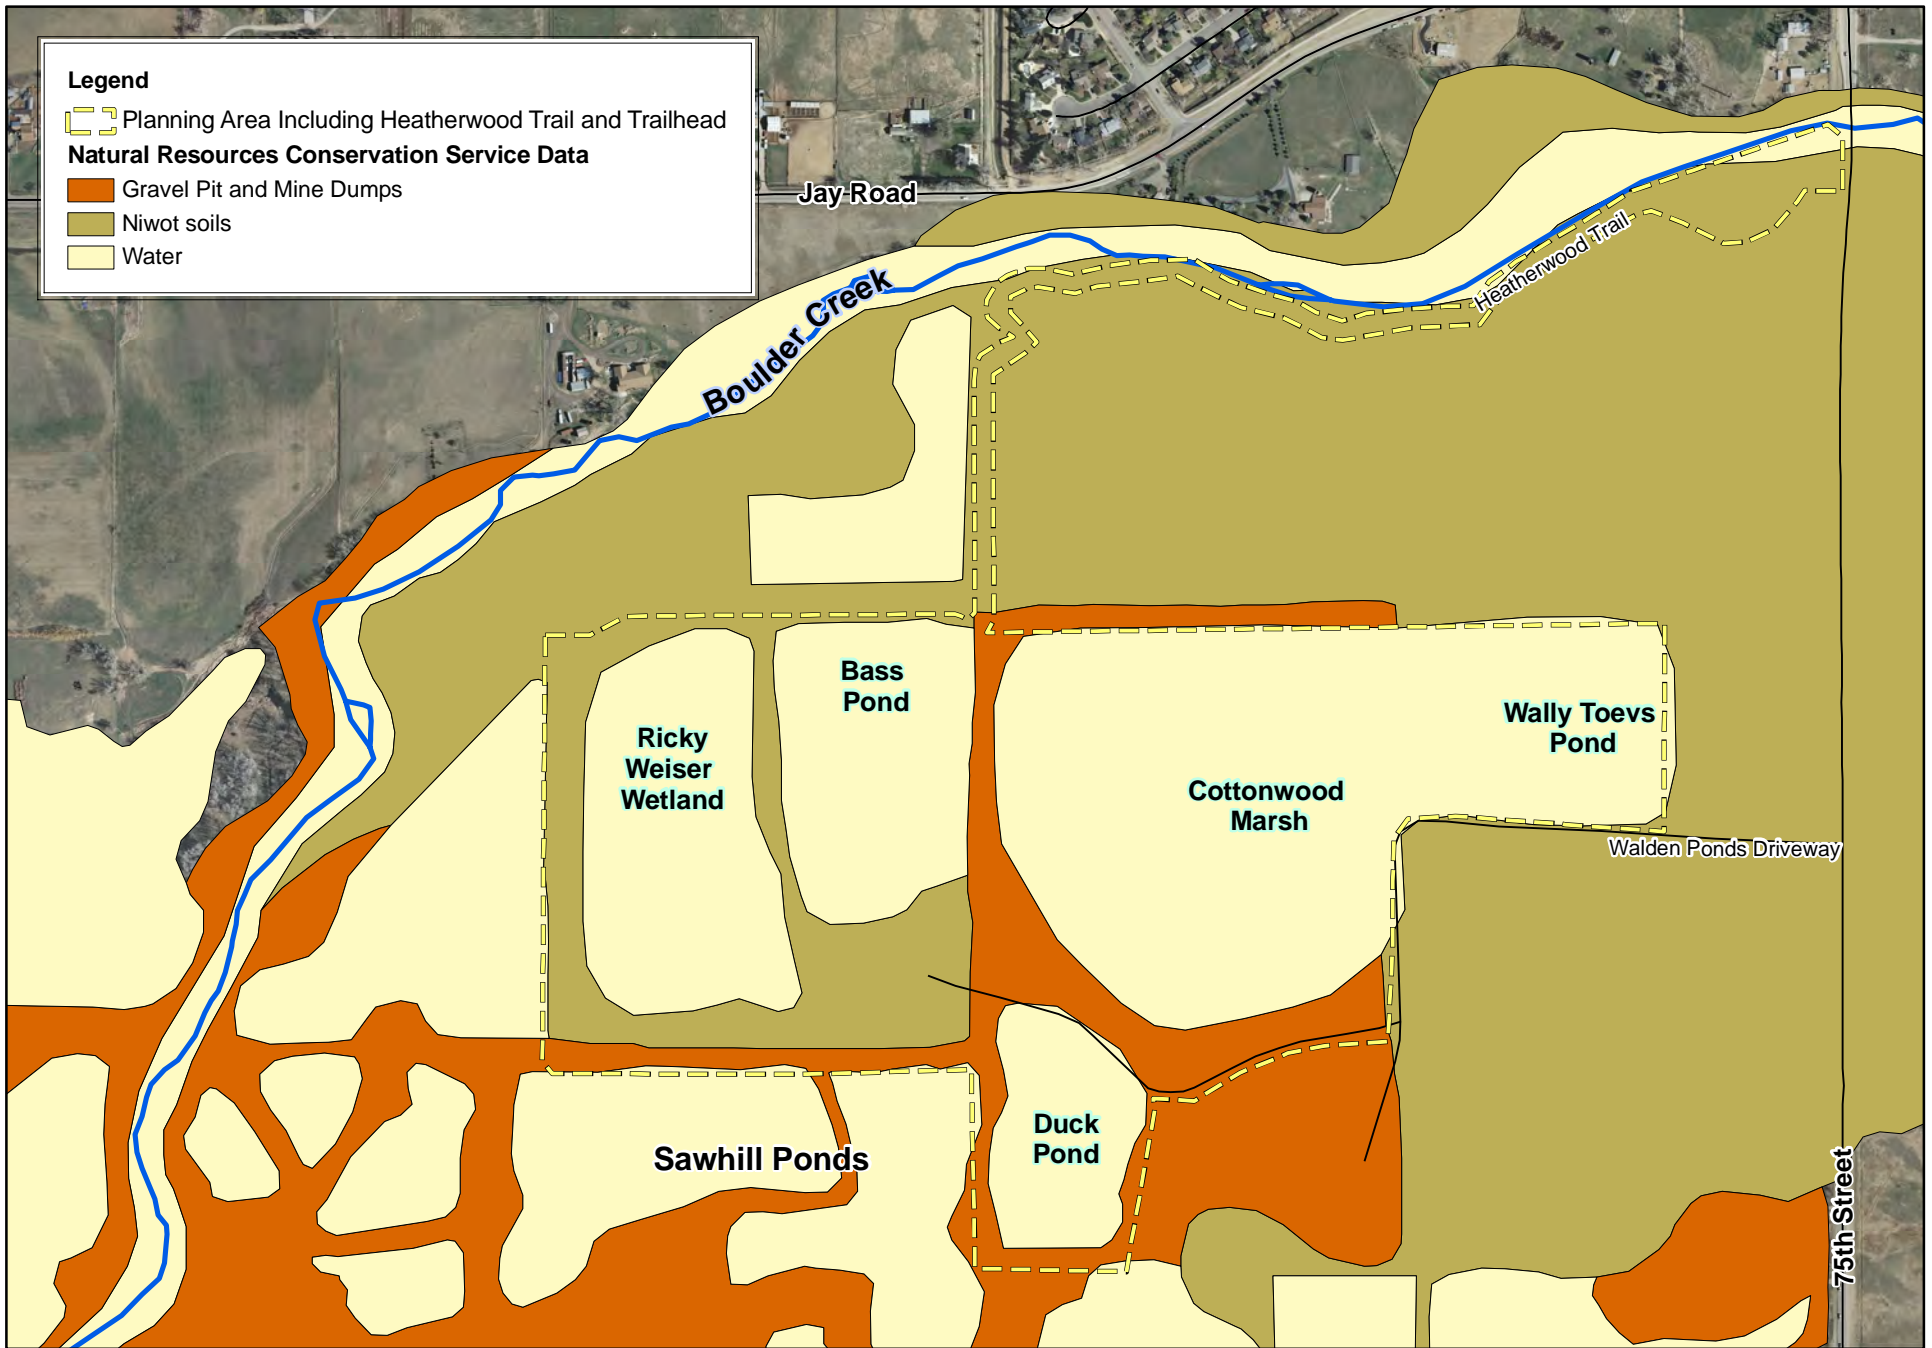 Legend
Planning Area Including Heatherwood Trail and Trailhead
Natural Resources Conservation Service Data
Gravel Pit and Mine Dumps
Niwot soils
Water
Jay Road
Heatherwood Trail
Boulder Creek
Bass
Pond
Ricky
Weiser
Wetland
Wally Toevs
Pond
Cottonwood
Marsh
Walden Ponds Driveway
Duck
Pond
Sawhill Ponds
75th Street